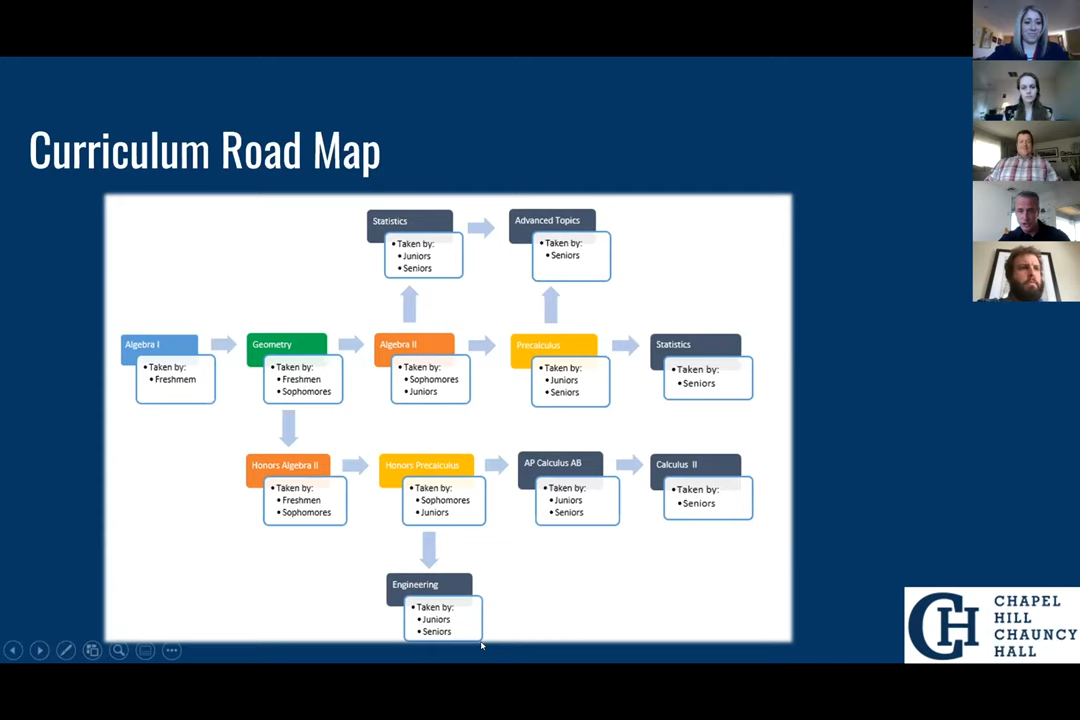 Curriculum Road Map
Statistics
• Taken by:
• Juniors
• Seniors
Advanced Topics
• Taken by:
• Seniors
Algebra I
• Taken by:
• Freshmem
Geometry
• Taken by:
• Freshmen
• Sophomores
Algebra II
• Taken by:
• Sophomores
• Juniors
Precalculus
• Taken by:
• Juniors
• Seniors
Statistics
• Taken by:
• Seniors
Honors Algebra II
• Taken by:
• Freshmen
• Sophomores
Honors Precalculus
• Taken by:
• Sophomores
• Juniors
AP Calculus AB
• Taken by:
• Juniors
• Seniors
Calculus II
• Taken by:
• Seniors
Engineering
• Taken by:
• Juniors
• Seniors
CH
CHAPEL
HILL
CHAUNCY
HALL